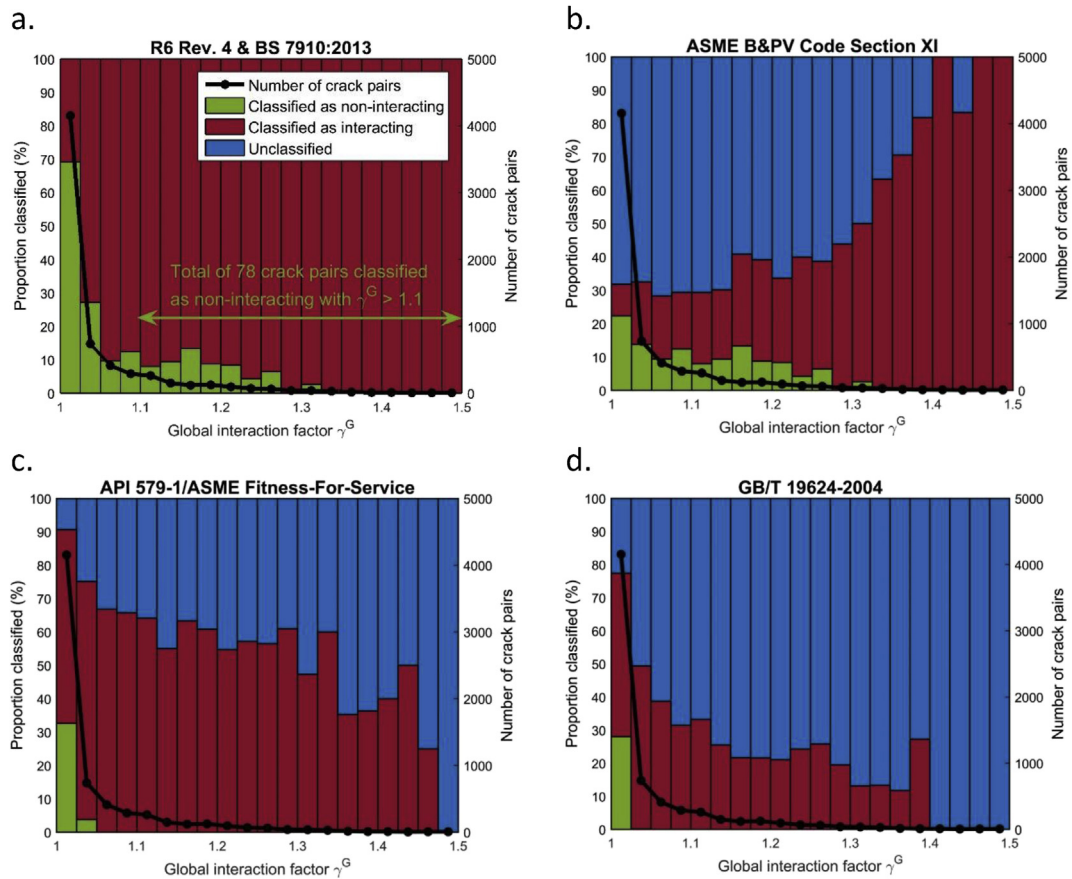 a.
R6 Rev. 4 & BS 7910:2013
100
90
80
70
60
50
40
30
20
10
0
Proportion classified (%)
5000
4000
3000
2000
1000
0
Number of crack pairs
Number of crack pairs
Classified as non-interacting
Classified as interacting
Unclassified
Total of 78 crack pairs classified
as non-interacting with γG > 1.1
1 1.1 1.2 1.3 1.4 1.5
Global interaction factor γG
b.
ASME B&PV Code Section XI
100
90
80
70
60
50
40
30
20
10
0
Proportion classified (%)
5000
4000
3000
2000
1000
0
Number of crack pairs
1 1.1 1.2 1.3 1.4 1.5
Global interaction factor γG
c.
API 579-1/ASME Fitness-For-Service
100
90
80
70
60
50
40
30
20
10
0
Proportion classified (%)
5000
4000
3000
2000
1000
0
Number of crack pairs
1 1.1 1.2 1.3 1.4 1.5
Global interaction factor γG
d.
GB/T 19624-2004
100
90
80
70
60
50
40
30
20
10
0
Proportion classified (%)
5000
4000
3000
2000
1000
0
Number of crack pairs
1 1.1 1.2 1.3 1.4 1.5
Global interaction factor γG